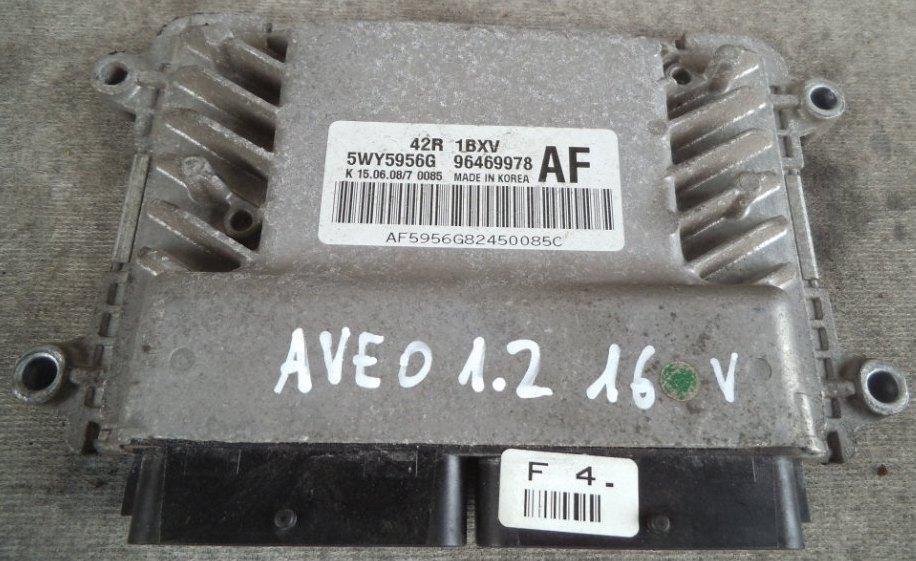 42R 1BXV
5WY5956G 96469978 AF
K 15.06.08/7 0085 MADE IN KOREA
AF5956G82450085C
AVEO 1.2 16 V
F 4.